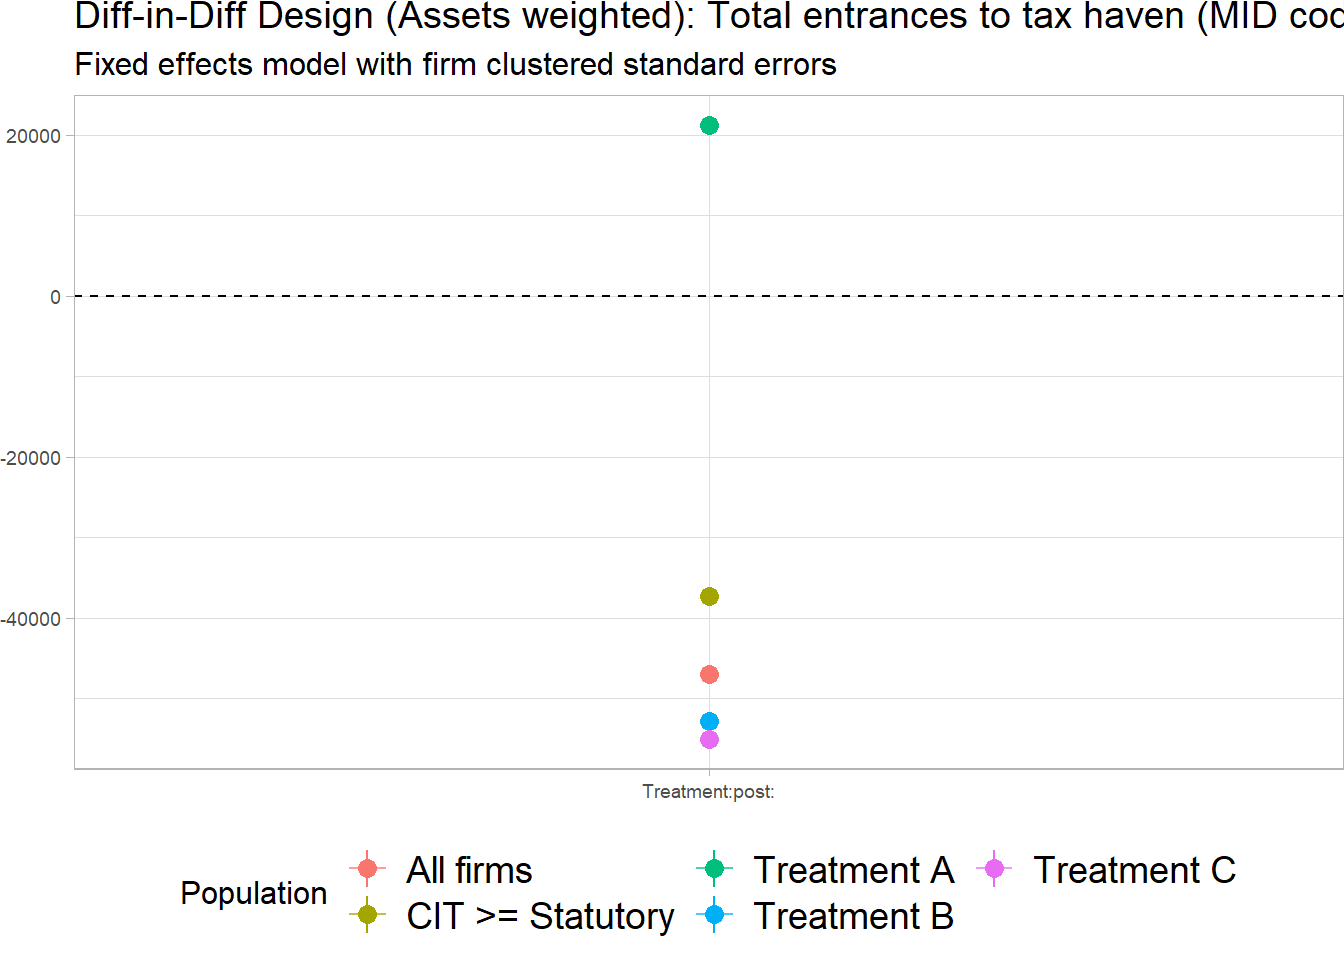 Diff-in-Diff Design (Assets weighted): Total entrances to tax haven (MID
Fixed effects model with firm clustered standard errors
20000
0
-20000
-40000
Treatment:post:
Population
All firms
Treatment A
Treatment C
CIT >= Statutory
Treatment B